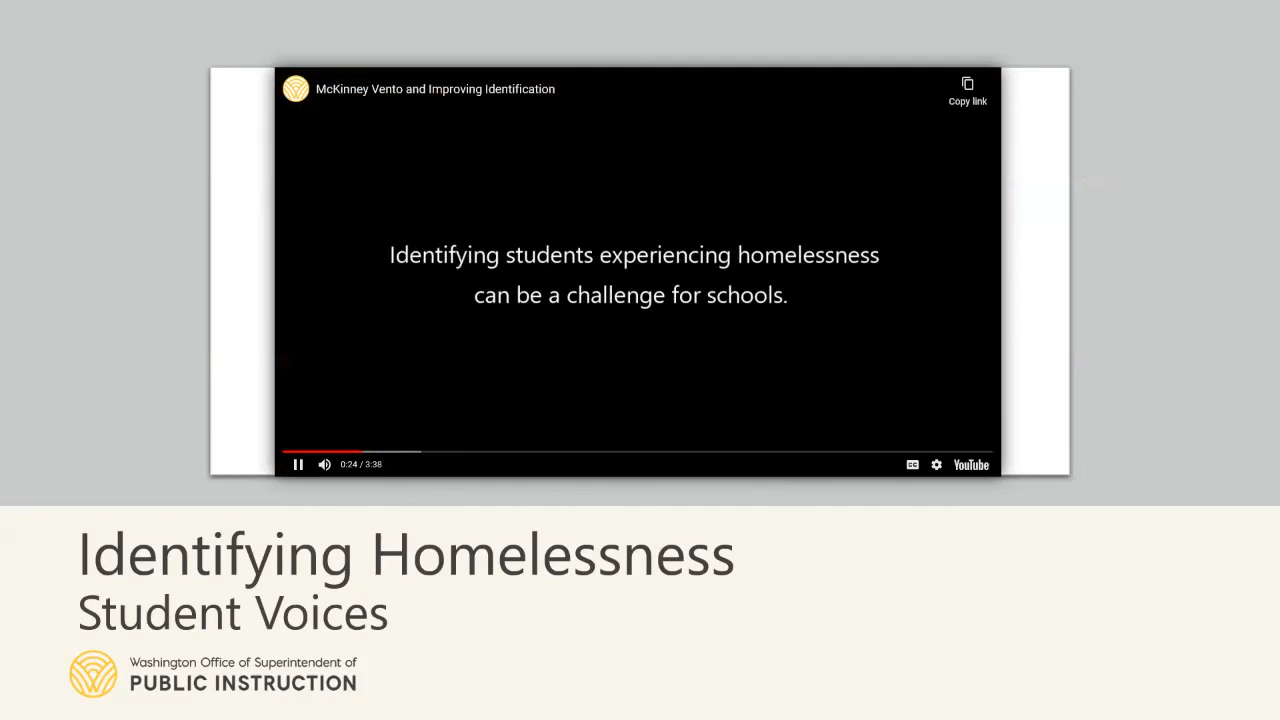 McKinney Vento and Improving Identification
Copy link
Identifying students experiencing homelessness
can be a challenge for schools.
0:24 / 3:38
CC
YouTube
Identifying Homelessness
Student Voices
Washington Office of Superintendent of
PUBLIC INSTRUCTION